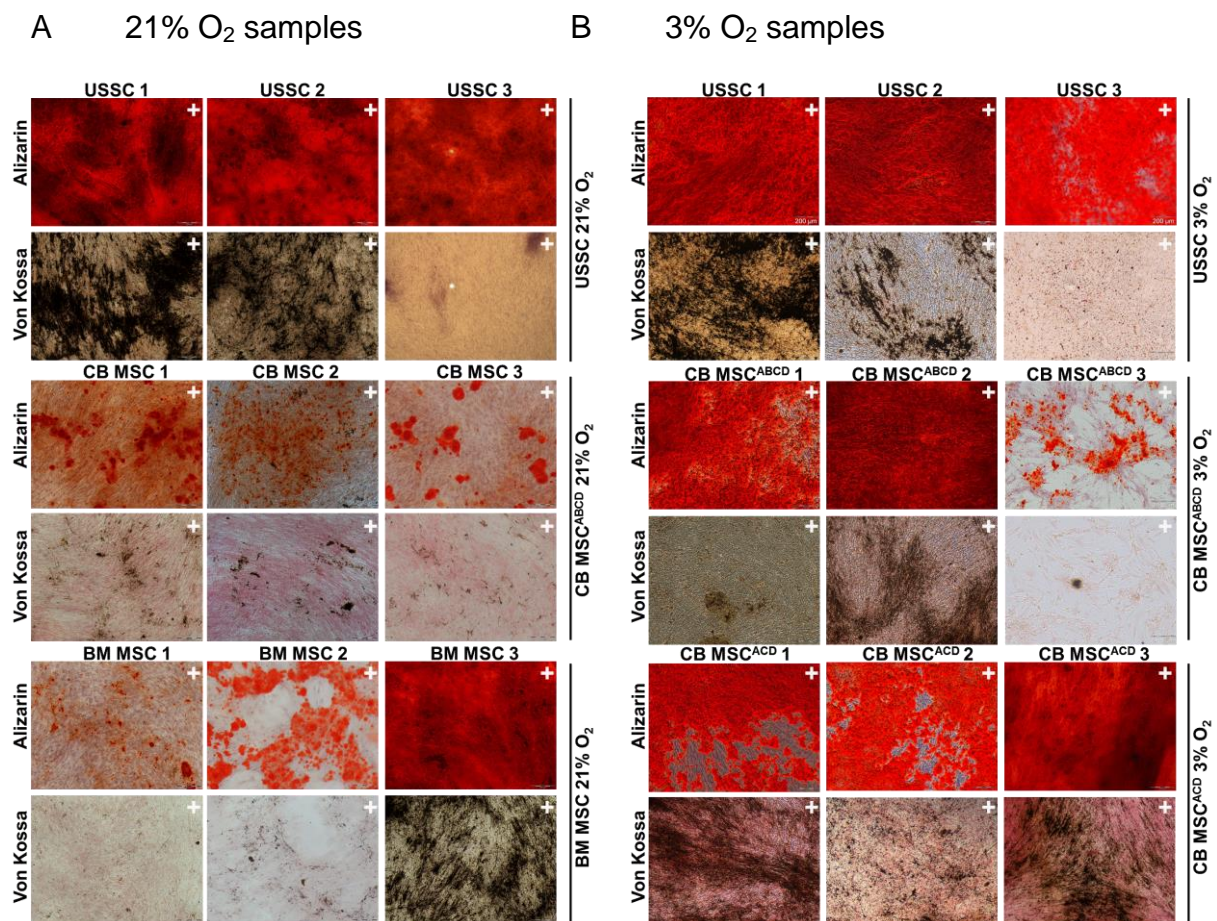 A 21% O₂ samples
USSC 1 USSC 2 USSC 3
Alizarin
Von Kossa
USSC 21% O₂
CB MSC 1 CB MSC 2 CB MSC 3
Alizarin
Von Kossa
CB MSCᴬᴮᶜᴰ 21% O₂
BM MSC 1 BM MSC 2 BM MSC 3
Alizarin
Von Kossa
BM MSC 21% O₂
B 3% O₂ samples
USSC 1 USSC 2 USSC 3
Alizarin
200 µm
200 µm
Von Kossa
USSC 3% O₂
CB MSCᴬᴮᶜᴰ 1 CB MSCᴬᴮᶜᴰ 2 CB MSCᴬᴮᶜᴰ 3
Alizarin
Von Kossa
CB MSCᴬᴮᶜᴰ 3% O₂
CB MSCᴬᶜᴰ 1 CB MSCᴬᶜᴰ 2 CB MSCᴬᶜᴰ 3
Alizarin
Von Kossa
CB MSCᴬᶜᴰ 3% O₂